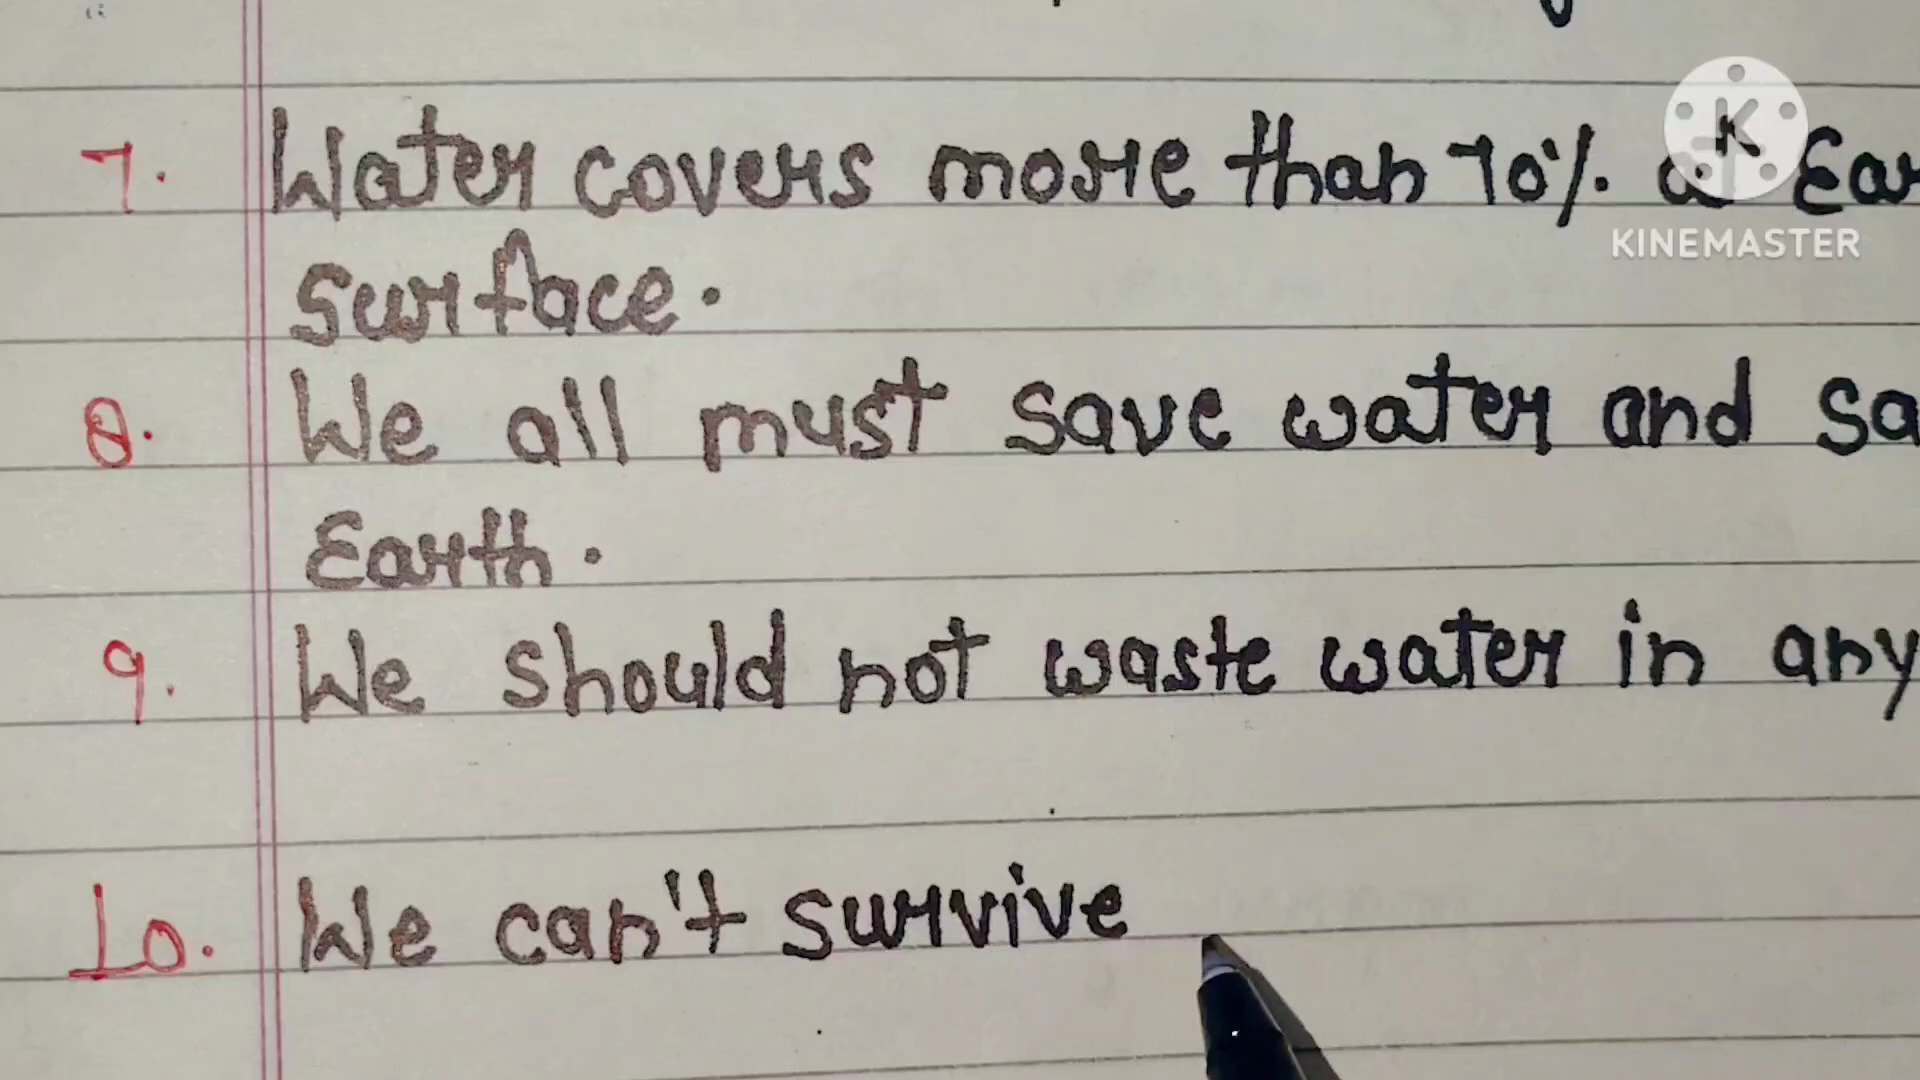 7. Water covers more than 70% Ear
surface.
8. We all must save water and sa
Earth.
9. We should not waste water in any
10. We can't survive
K
KINEMASTER